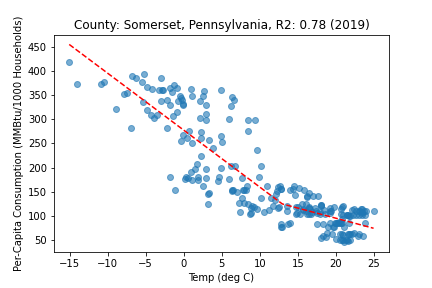 County: Somerset, Pennsylvania, R2: 0.78 (2019)
Per-Capita Consumption (MMBtu/1000 Households)
450
400
350
300
250
200
150
100
50
−15 −10 −5 0 5 10 15 20 25
Temp (deg C)